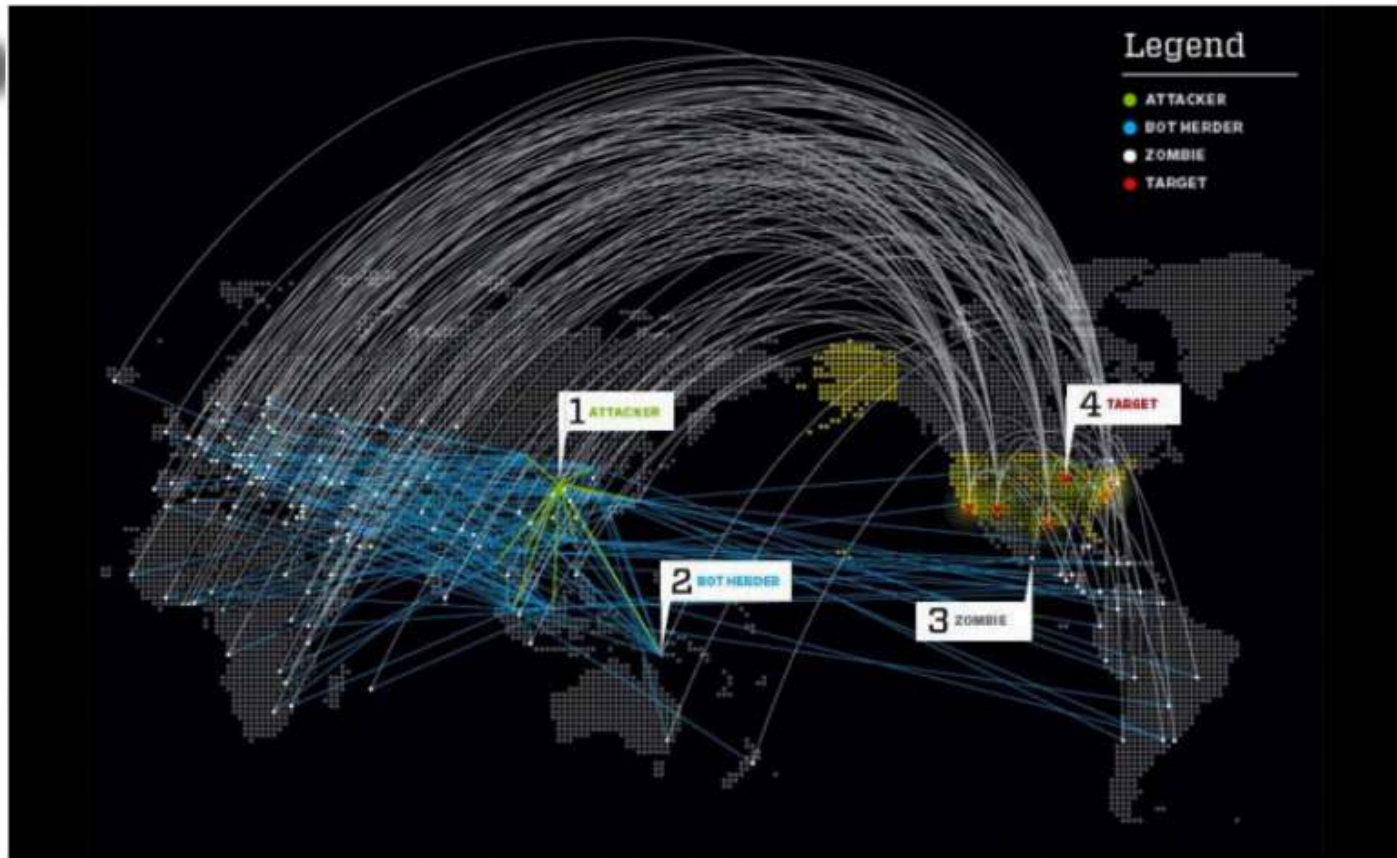 Legend
ATTACKER
BOT HERDER
ZOMBIE
TARGET
1 ATTACKER
4 TARGET
2 BOT HERDER
3 ZOMBIE